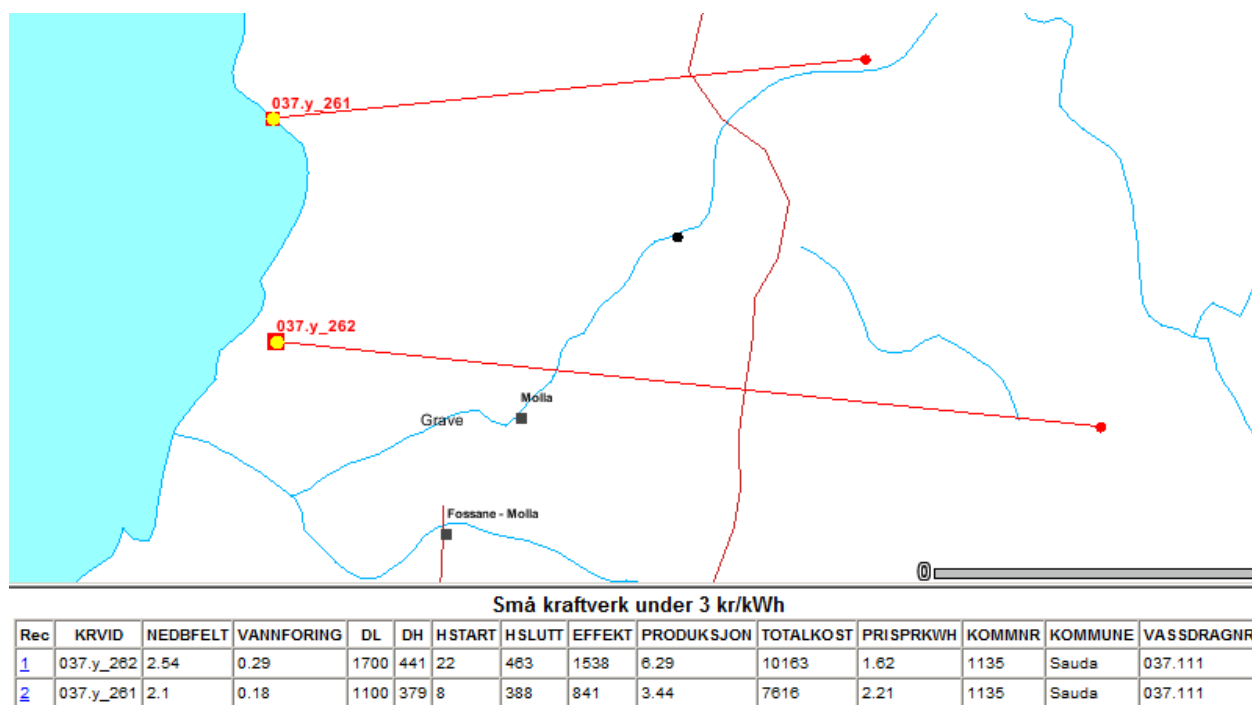 037.y_261
037.y_262
Molla
Grave
Fossane - Molla
0
Små kraftverk under 3 kr/kWh
Rec KRVID NEDBFELT VANNFORING DL DH HSTART HSLUTT EFFEKT PRODUKSJON TOTALKOST PRISPRKWH KOMMNR KOMMUNE VASSDRAGNR
1 037.y_262 2.54 0.29 1700 441 22 463 1538 6.29 10163 1.62 1135 Sauda 037.111
2 037.y_261 2.1 0.18 1100 379 8 388 841 3.44 7616 2.21 1135 Sauda 037.111